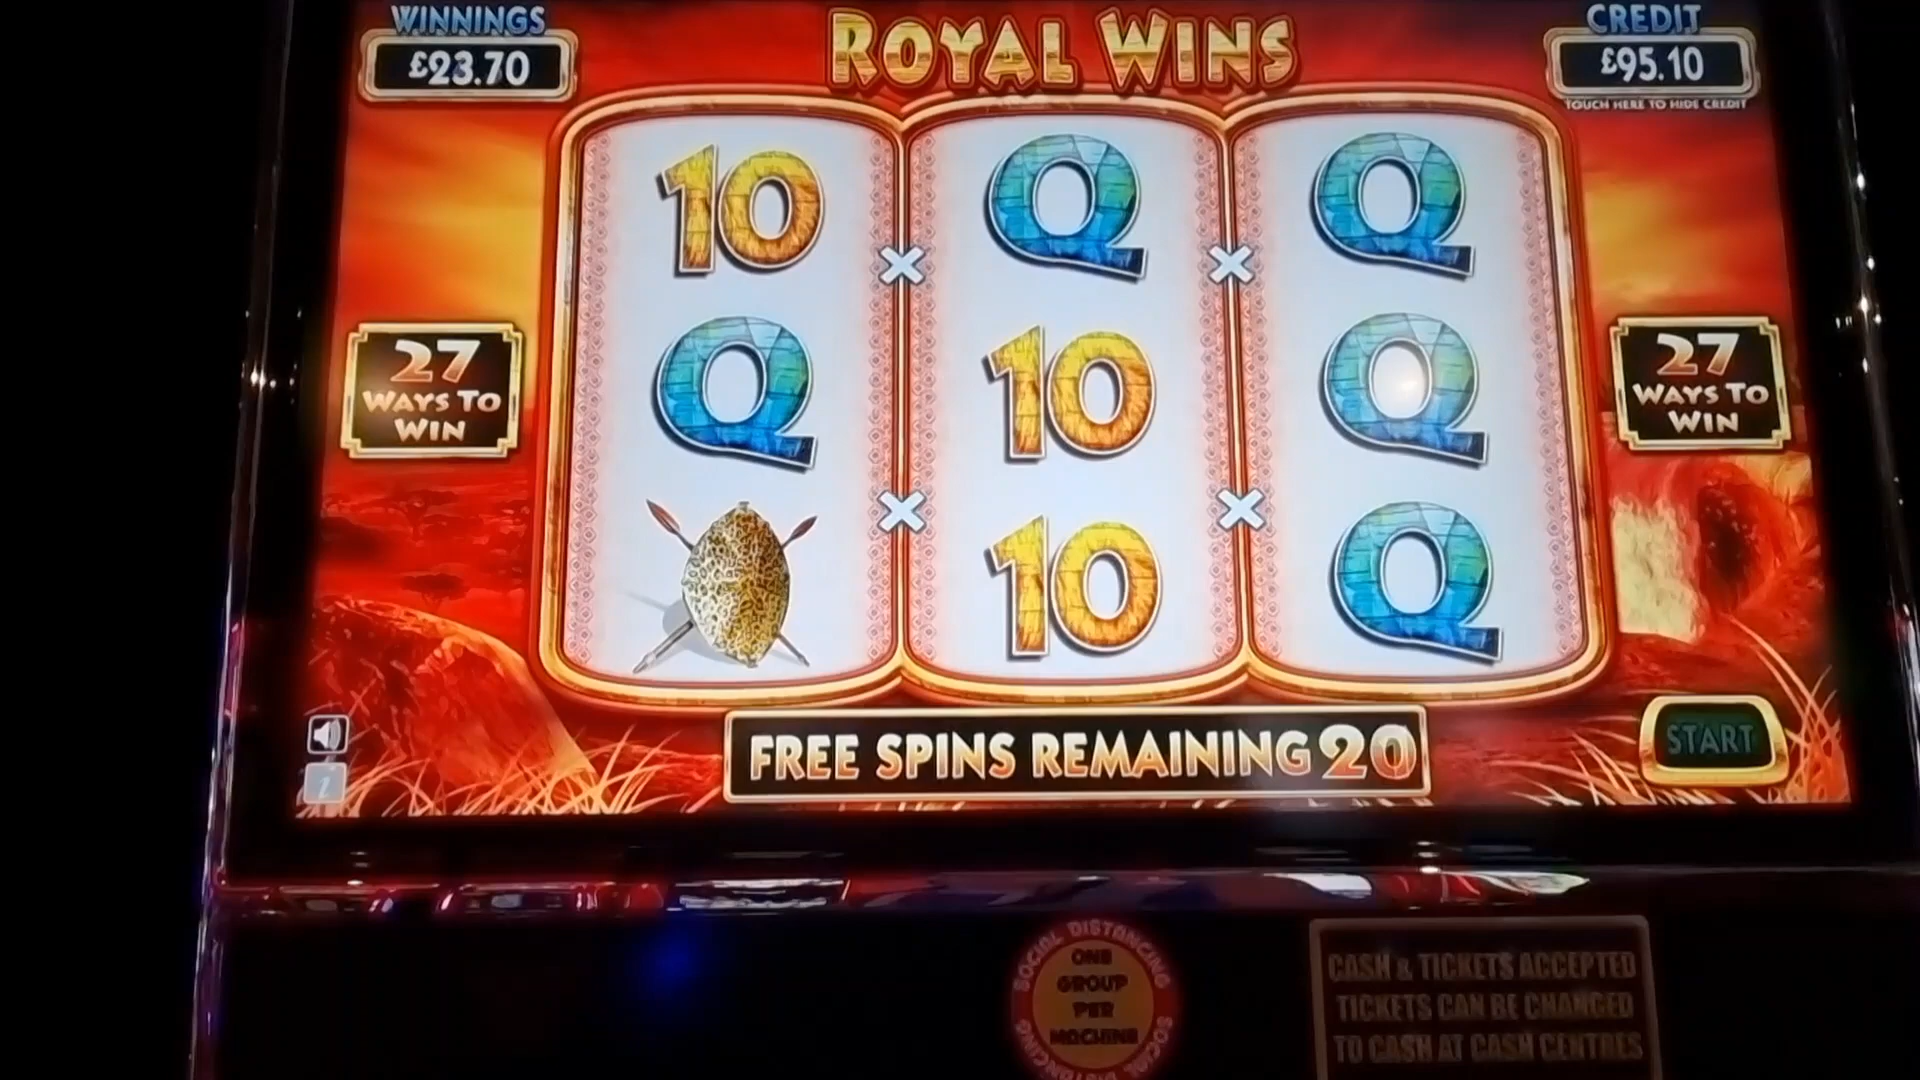 WINNINGS
£23.70
ROYAL WINS
CREDIT
£95.10
TOUCH HERE TO HIDE CREDIT
10 Q Q
27
WAYS TO
WIN
Q 10 Q
27
WAYS TO
WIN
10 Q
FREE SPINS REMAINING 20
START
i
SOCIAL DISTANCING
ONE
GROUP
PER
MACHINE
SOCIAL DISTANCING
CASH & TICKETS ACCEPTED
TICKETS CAN BE CHANGED
TO CASH AT CASH CENTRES